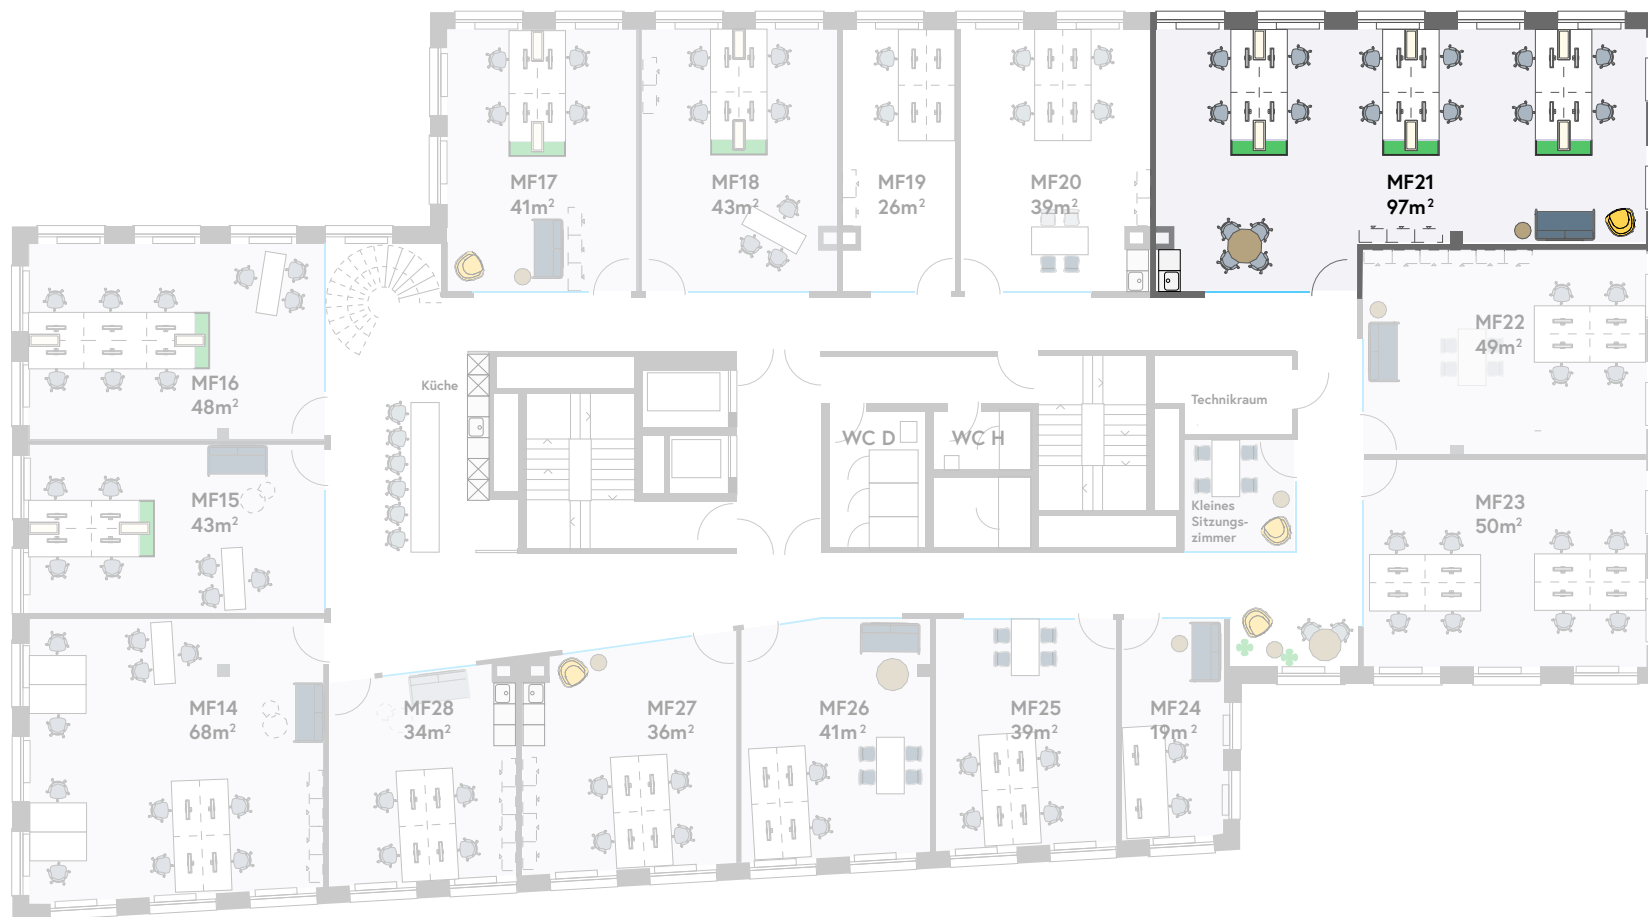 MF17
41m²
MF18
43m²
MF19
26m²
MF20
39m²
MF21
97m²
MF22
49m²
MF16
48m²
Küche
Technikraum
WC D
WC H
MF15
43m²
Kleines
Sitzungs-
zimmer
MF23
50m²
MF14
68m²
MF28
34m²
MF27
36m²
MF26
41m²
MF25
39m²
MF24
19m²